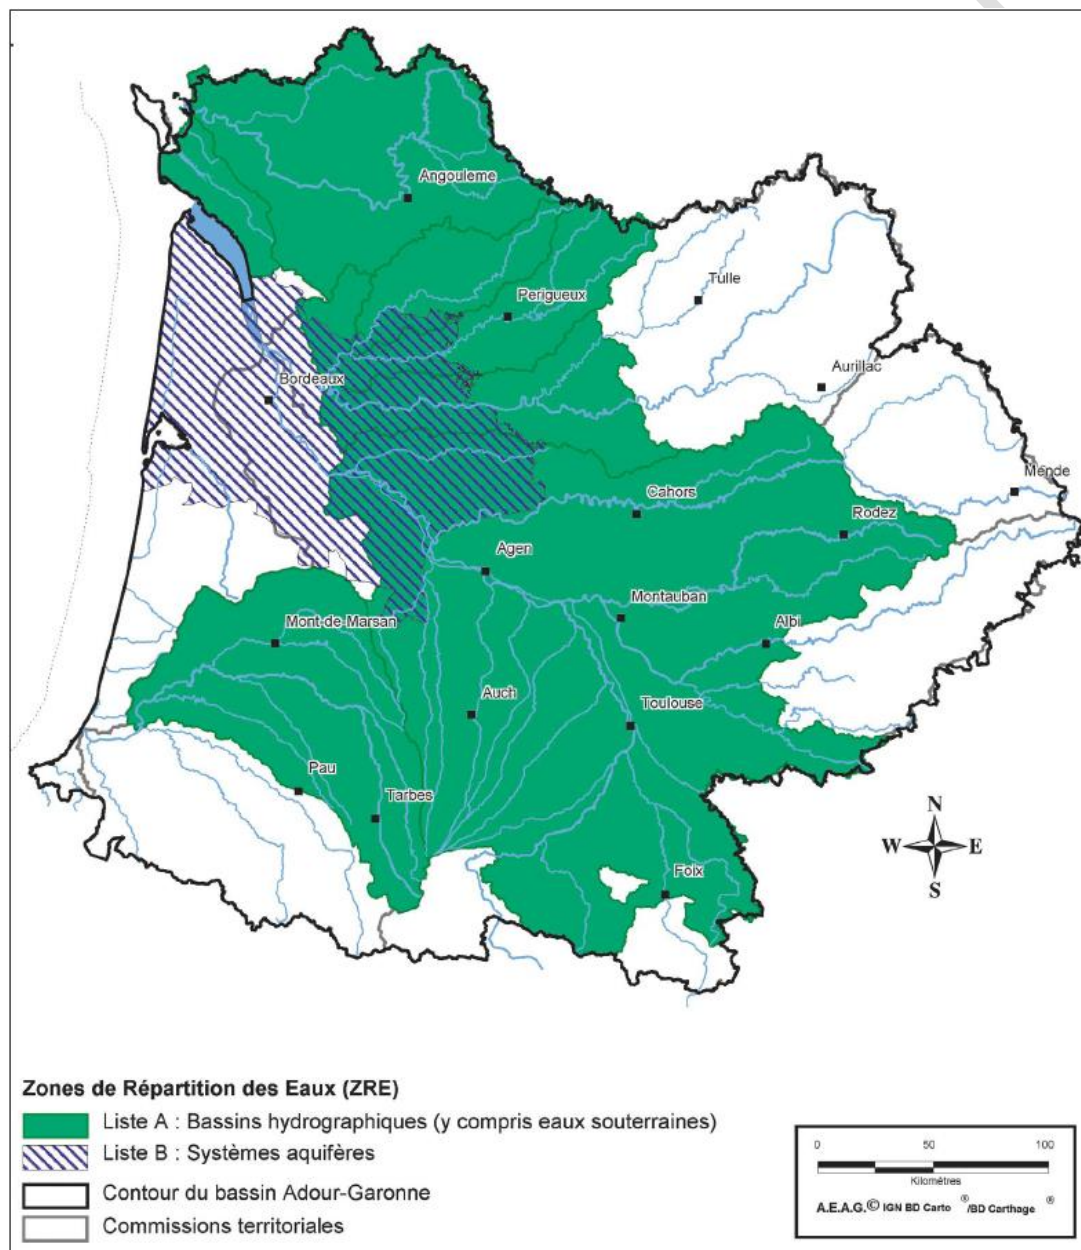 Angouleme
Tulle
Perigueux
Aurillac
Bordeaux
Mende
Cahors
Rodez
Agen
Montauban
Mont-de-Marsan
Albi
Auch
Toulouse
Pau
Tarbes
N
W E
S
Foix
Zones de Répartition des Eaux (ZRE)
Liste A : Bassins hydrographiques (y compris eaux souterraines)
Liste B : Systèmes aquifères
Contour du bassin Adour-Garonne
Commissions territoriales
0 50 100
Kilomètres
A.E.A.G.© IGN BD Carto ®/BD Carthage ®